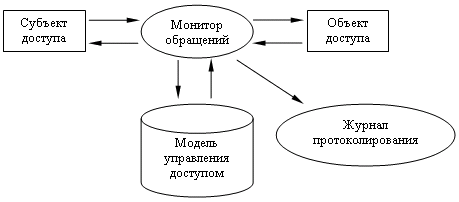 Субъект
доступа
Монитор
обращений
Объект
доступа
Модель
управления
доступом
Журнал
протоколирования